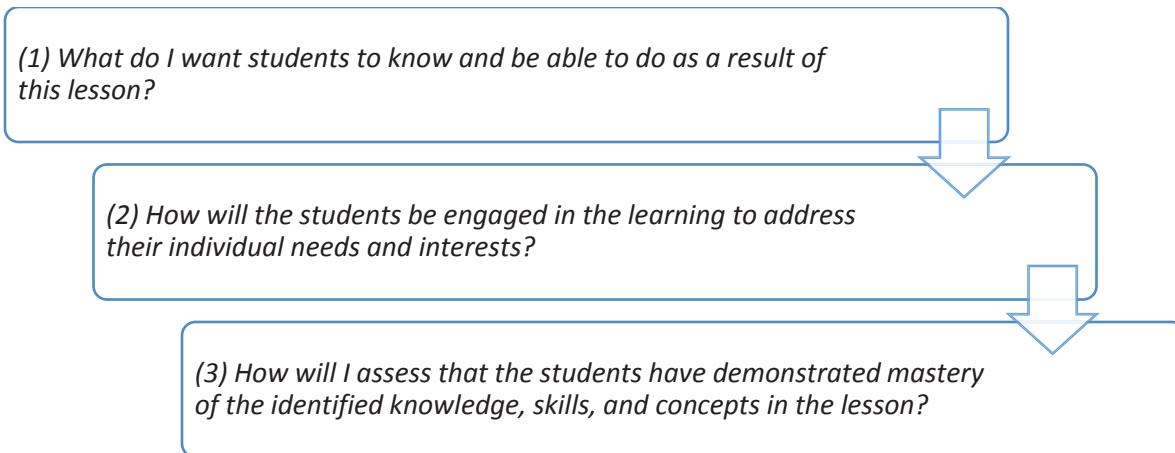 (1) What do I want students to know and be able to do as a result of
this lesson?
(2) How will the students be engaged in the learning to address
their individual needs and interests?
(3) How will I assess that the students have demonstrated mastery
of the identified knowledge, skills, and concepts in the lesson?